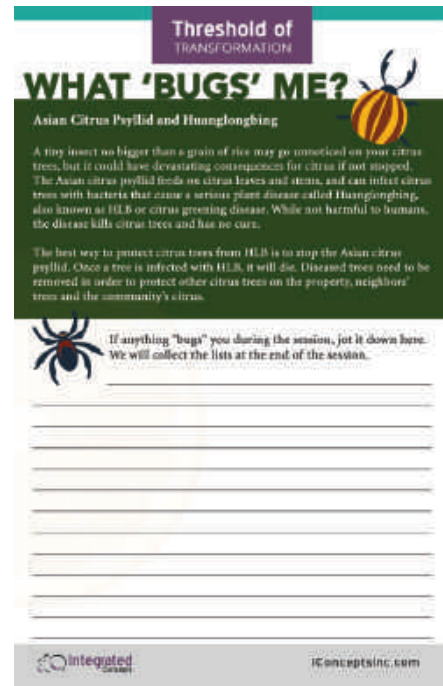 Threshold of
TRANSFORMATION
WHAT 'BUGS' ME?
Asian Citrus Psyllid and Huanglongbing
A tiny insect no bigger than a grain of rice may go unnoticed on your citrus
trees, but it could have devastating consequences for citrus if not stopped.
The Asian citrus psyllid feeds on citrus leaves and stems, and can infect citrus
trees with bacteria that cause a serious plant disease called Huanglongbing,
also known as HLB or citrus greening disease. While not harmful to humans,
the disease kills citrus trees and has no cure.
The best way to protect citrus trees from HLB is to stop the Asian citrus
psyllid. Once a tree is infected with HLB, it will die. Diseased trees need to be
removed in order to protect other citrus trees on the property, neighbors'
trees and the community's citrus.
If anything "bugs" you during the session, jot it down here.
We will collect the lists at the end of the session.
Integrated
Concepts
iConceptsinc.com